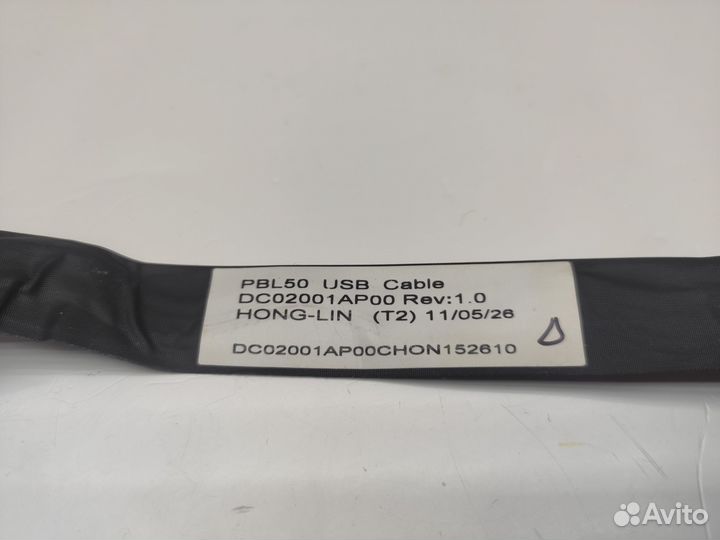 PBL50 USB Cable
DC02001AP00 Rev:1.0
HONG-LIN (T2) 11/05/26
DC02001AP00CHON152610
Avito